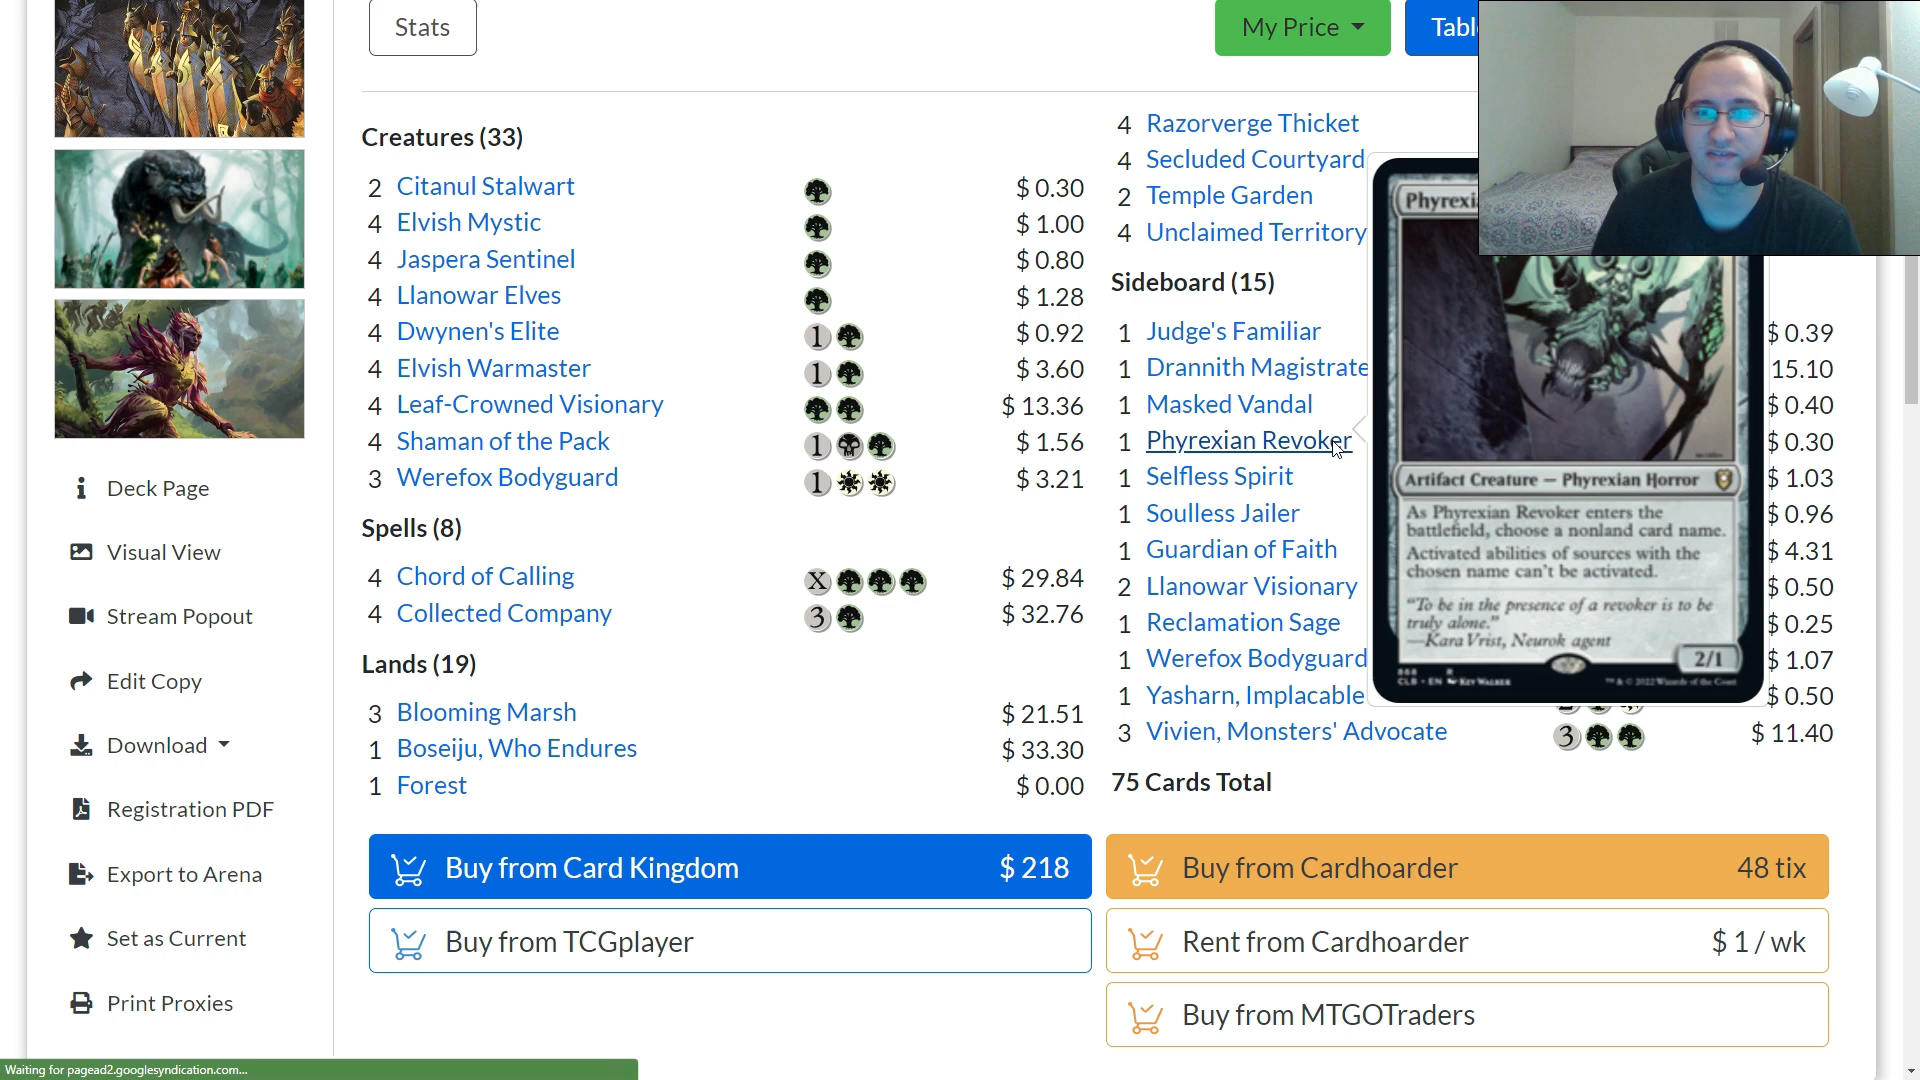 Stats
My Price
Creatures (33)
2 Citanul Stalwart $ 0.30
4 Elvish Mystic $ 1.00
4 Jaspera Sentinel $ 0.80
4 Llanowar Elves $ 1.28
4 Dwynen's Elite 1 $ 0.92
4 Elvish Warmaster 1 $ 3.60
4 Leaf-Crowned Visionary $ 13.36
4 Shaman of the Pack 1 $ 1.56
3 Werefox Bodyguard 1 $ 3.21
Spells (8)
4 Chord of Calling X $ 29.84
4 Collected Company 3 $ 32.76
Lands (19)
3 Blooming Marsh $ 21.51
1 Boseiju, Who Endures $ 33.30
1 Forest $ 0.00
4 Razorverge Thicket
4 Secluded Courtyard
2 Temple Garden
4 Unclaimed Territory
Sideboard (15)
1 Judge's Familiar $ 0.39
1 Drannith Magistrate 15.10
1 Masked Vandal $ 0.40
1 Phyrexian Revoker $ 0.30
1 Selfless Spirit $ 1.03
1 Soulless Jailer $ 0.96
1 Guardian of Faith $ 4.31
2 Llanowar Visionary $ 0.50
1 Reclamation Sage $ 0.25
1 Werefox Bodyguard $ 1.07
1 Yasharn, Implacable $ 0.50
3 Vivien, Monsters' Advocate 3 $ 11.40
75 Cards Total
Artifact Creature — Phyrexian Horror
As Phyrexian Revoker enters the
battlefield, choose a nonland card name.
Activated abilities of sources with the
chosen name can't be activated.
"To be in the presence of a revoker is to be
truly alone."
—Kara Vrist, Neurok agent
2/1
CLB • EN Kev Walker
Deck Page
Visual View
Stream Popout
Edit Copy
Download
Registration PDF
Export to Arena
Set as Current
Print Proxies
Buy from Card Kingdom $ 218
Buy from TCGplayer
Buy from Cardhoarder 48 tix
Rent from Cardhoarder $ 1 / wk
Buy from MTGOTraders
Waiting for pagead2.googlesyndication.com...